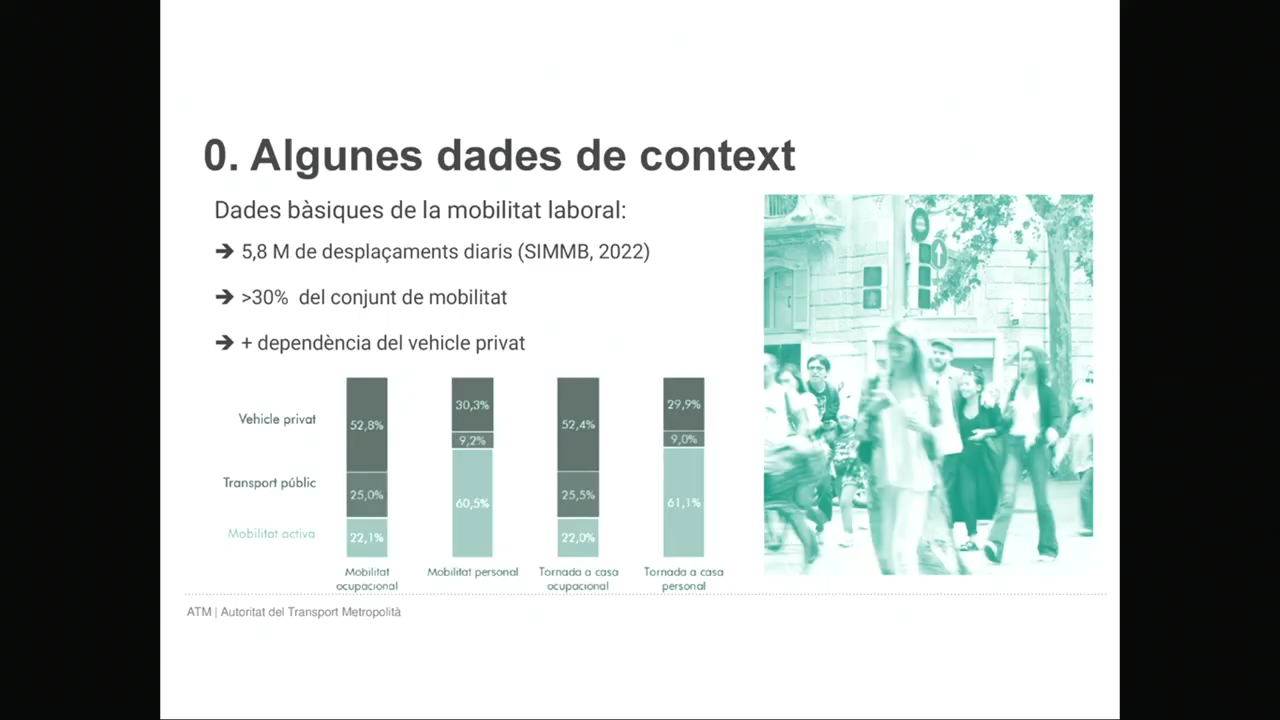 0. Algunes dades de context
Dades bàsiques de la mobilitat laboral:
➔ 5,8 M de desplaçaments diaris (SIMMB, 2022)
➔ >30% del conjunt de mobilitat
➔ + dependència del vehicle privat
Vehicle privat
Transport públic
Mobilitat activa
52,8%
25,0%
22,1%
30,3%
9,2%
60,5%
52,4%
25,5%
22,0%
29,9%
9,0%
61,1%
Mobilitat
ocupacional
Mobilitat personal
Tornada a casa
ocupacional
Tornada a casa
personal
ATM | Autoritat del Transport Metropolità